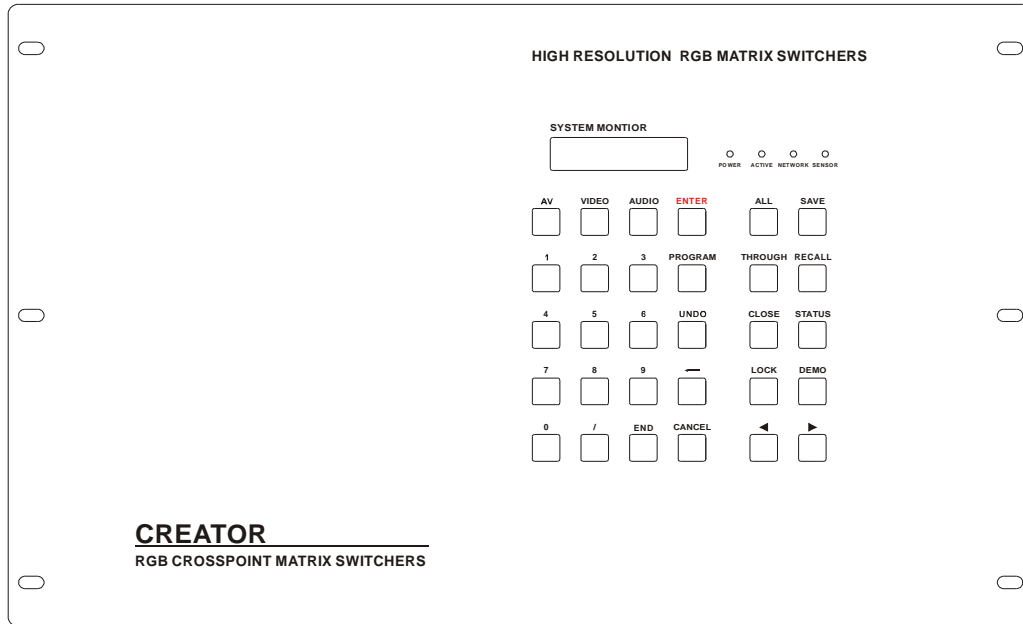 HIGH RESOLUTION RGB MATRIX SWITCHERS
SYSTEM MONTIOR
POWER ACTIVE NETWORK SENSOR
AV VIDEO AUDIO ENTER ALL SAVE
1 2 3 PROGRAM THROUGH RECALL
4 5 6 UNDO CLOSE STATUS
7 8 9 — LOCK DEMO
0 / END CANCEL ◀ ▶
CREATOR
RGB CROSSPOINT MATRIX SWITCHERS